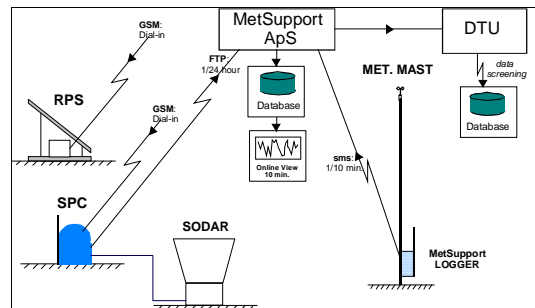 MetSupport
ApS
DTU
GSM:
Dial-in
FTP:
1/24 hour
MET. MAST
data
screening
RPS
GSM:
Dial-in
Database
Database
Online View
10 min.
sms:
1/10 min.
SPC
SODAR
MetSupport
LOGGER